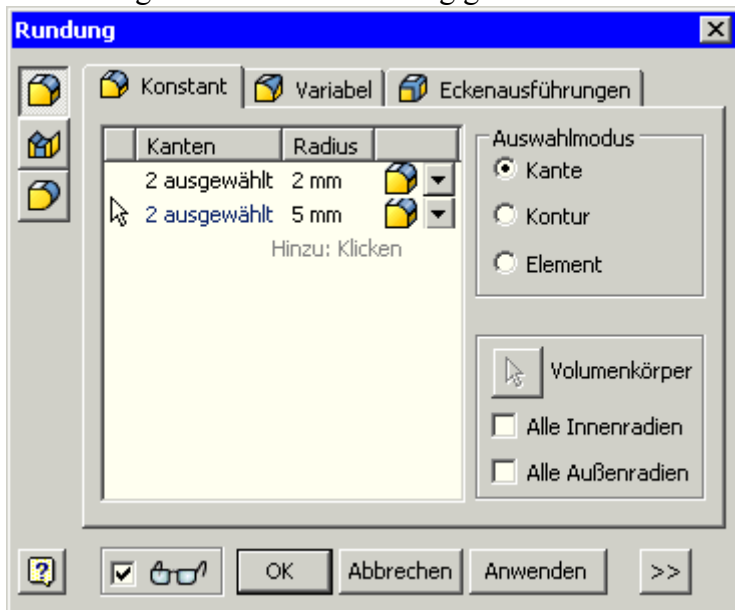 Rundung
Konstant Variabel Eckenausführungen
Kanten Radius
2 ausgewählt 2 mm
2 ausgewählt 5 mm
Hinzu: Klicken
Auswahlmodus
Kante
Kontur
Element
Volumenkörper
Alle Innenradien
Alle Außenradien
OK Abbrechen Anwenden >>